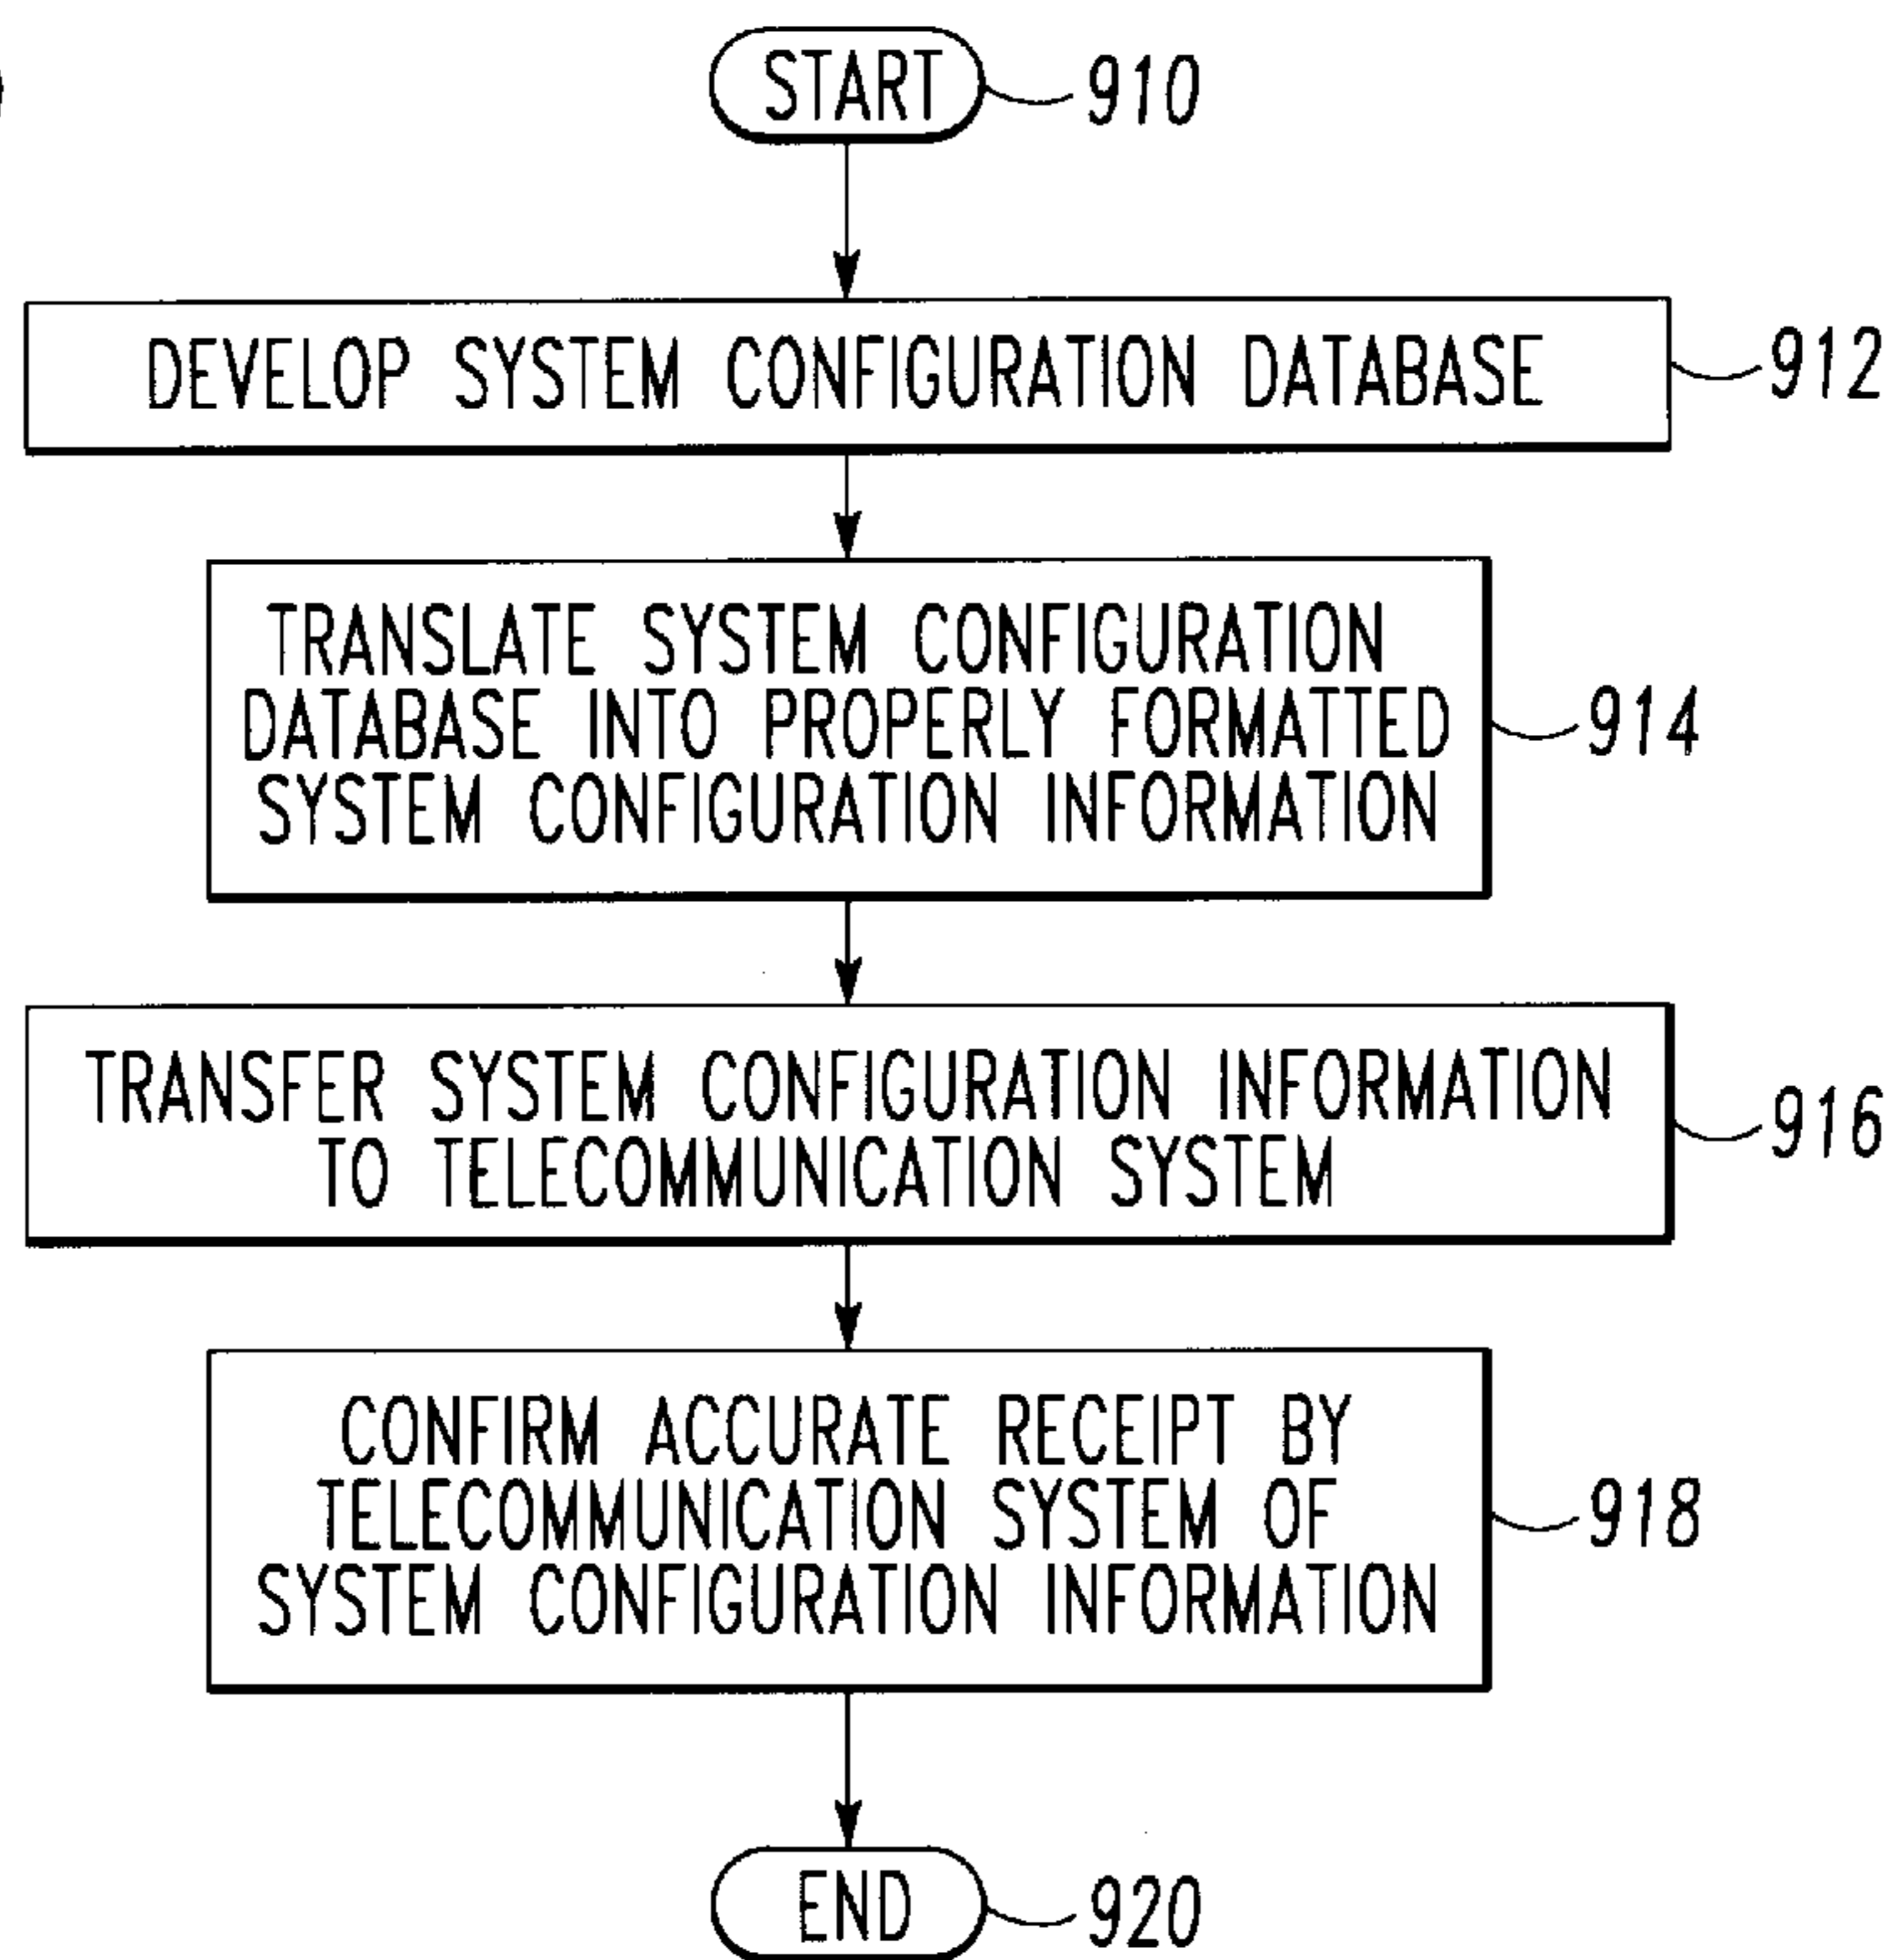 START 910
DEVELOP SYSTEM CONFIGURATION DATABASE 912
TRANSLATE SYSTEM CONFIGURATION
DATABASE INTO PROPERLY FORMATTED 914
SYSTEM CONFIGURATION INFORMATION
TRANSFER SYSTEM CONFIGURATION INFORMATION 916
TO TELECOMMUNICATION SYSTEM
CONFIRM ACCURATE RECEIPT BY
TELECOMMUNICATION SYSTEM OF 918
SYSTEM CONFIGURATION INFORMATION
END 920